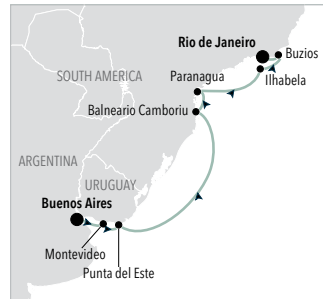 Rio de Janeiro
Buzios
SOUTH AMERICA
Paranagua
Ilhabela
Balneario Camboriu
ARGENTINA
URUGUAY
Buenos Aires
Montevideo
Punta del Este